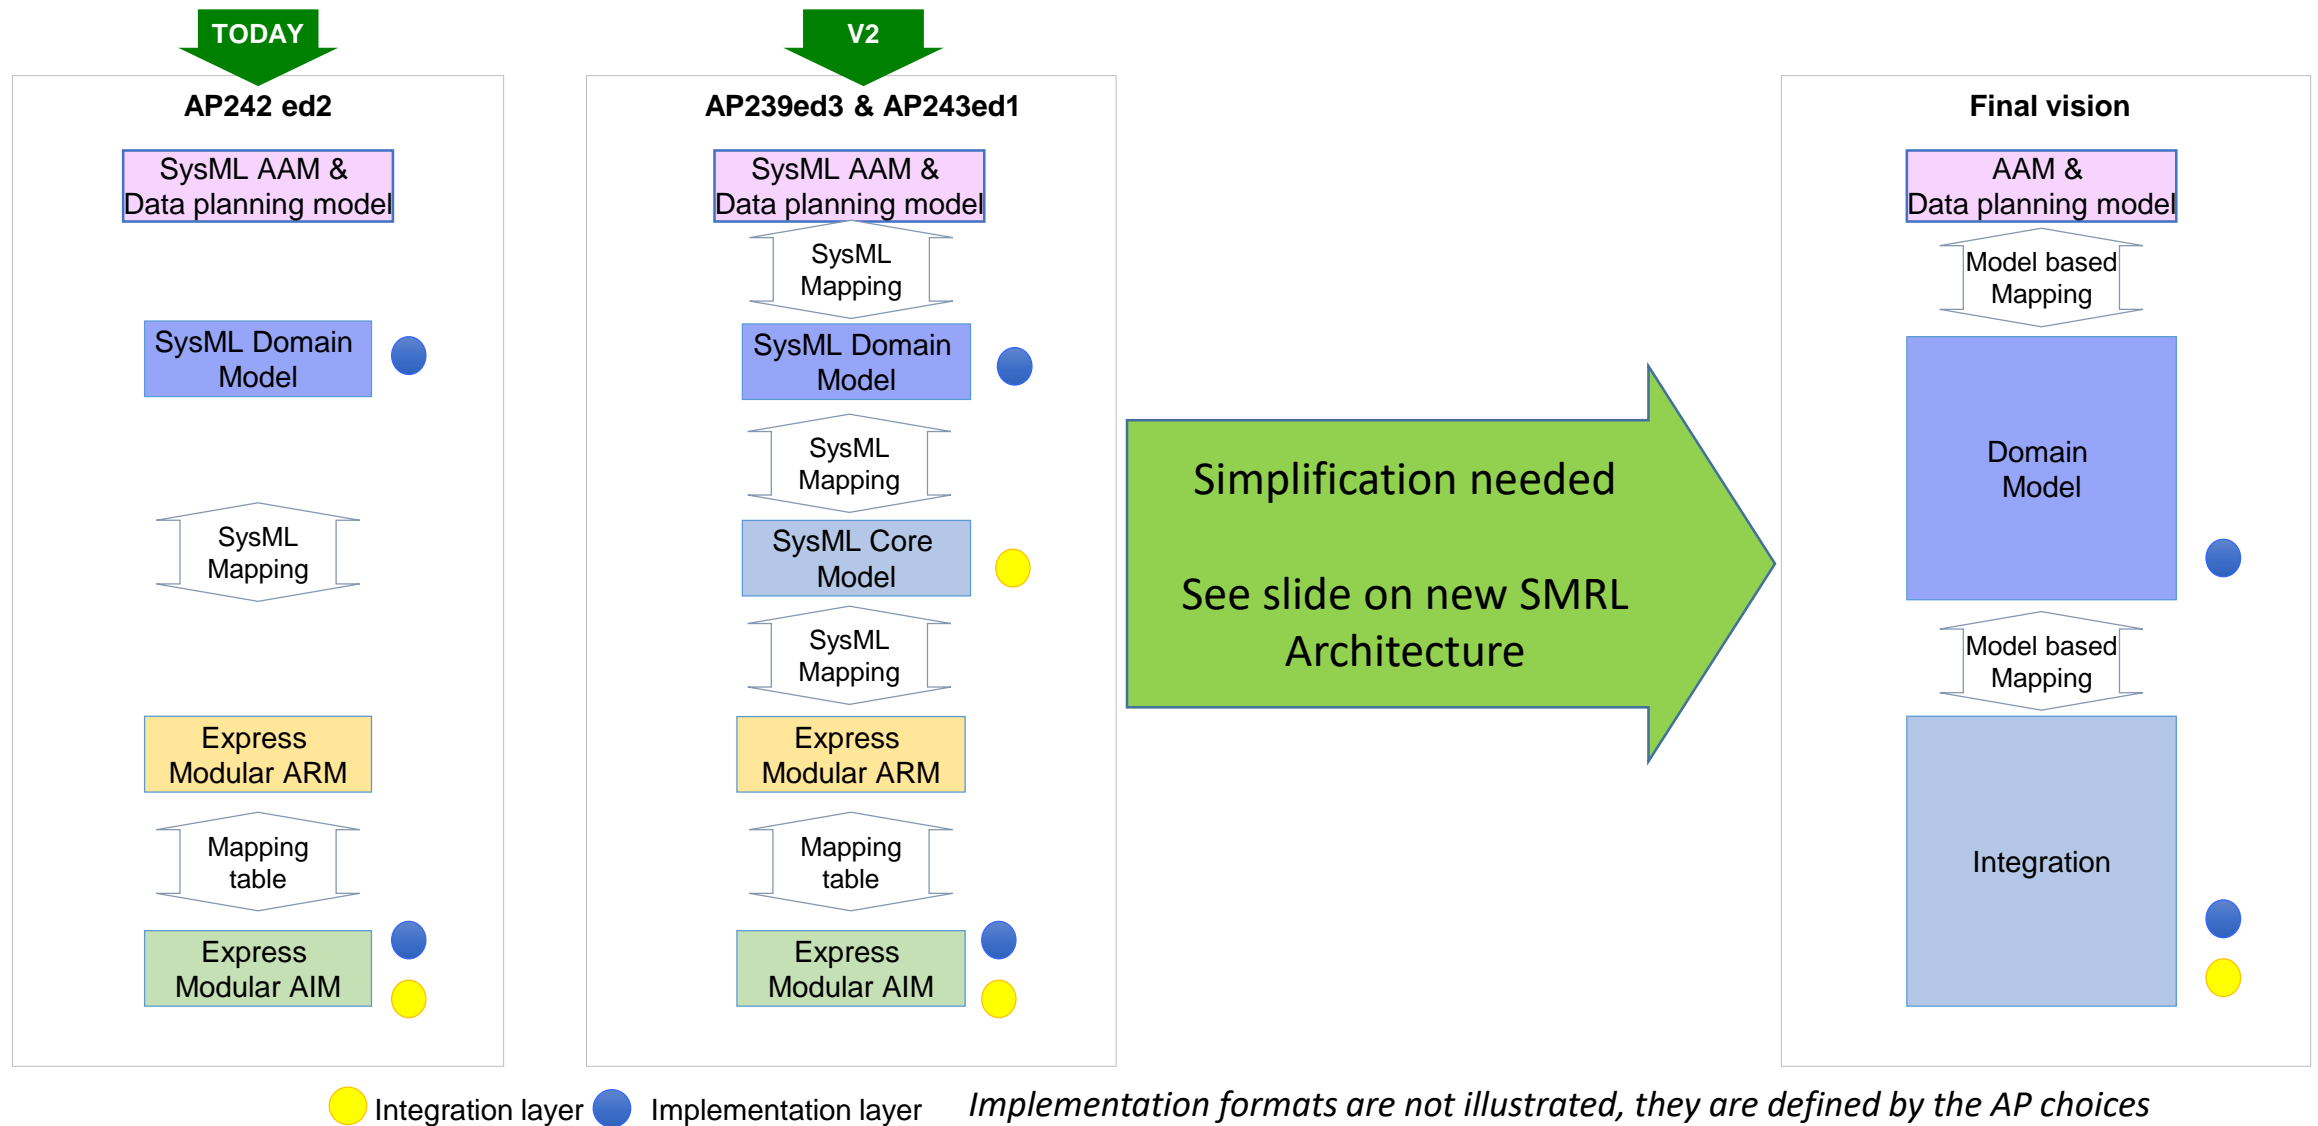 TODAY
AP242 ed2
SysML AAM &
Data planning model
SysML Domain
Model
SysML
Mapping
Express
Modular ARM
Mapping
table
Express
Modular AIM
V2
AP239ed3 & AP243ed1
SysML AAM &
Data planning model
SysML
Mapping
SysML Domain
Model
SysML
Mapping
SysML Core
Model
SysML
Mapping
Express
Modular ARM
Mapping
table
Express
Modular AIM
Simplification needed
See slide on new SMRL
Architecture
Final vision
AAM &
Data planning model
Model based
Mapping
Domain
Model
Model based
Mapping
Integration
Integration layer
Implementation layer
Implementation formats are not illustrated, they are defined by the AP choices